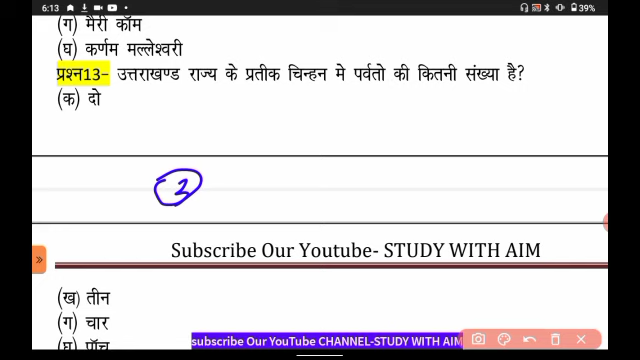 6:13
39%
(ग) मैरी कॉम
(घ) कर्णम मल्लेश्वरी
प्रश्न13- उत्तराखण्ड राज्य के प्रतीक चिन्हन मे पर्वतो की कितनी संख्या है?
(क) दो
2
Subscribe Our Youtube- STUDY WITH AIM
(ख) तीन
(ग) चार
(घ) पॉच
subscribe Our YouTube CHANNEL-STUDY WITH AIM